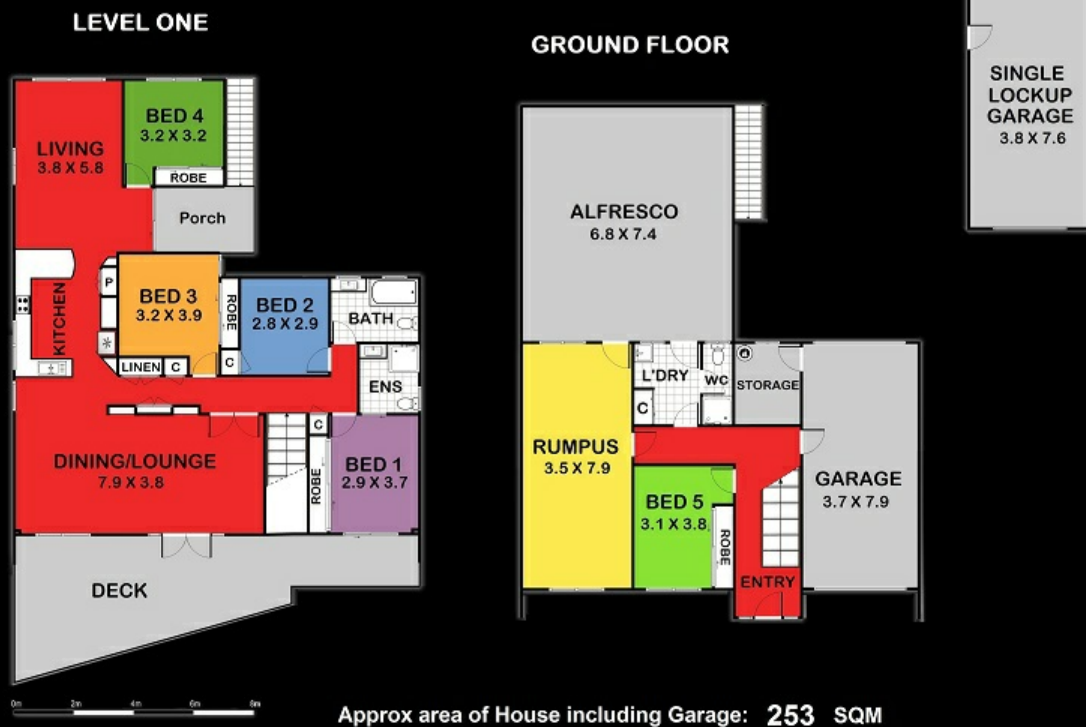 LEVEL ONE
GROUND FLOOR
SINGLE
LOCKUP
GARAGE
3.8 X 7.6
BED 4
3.2 X 3.2
LIVING
3.8 X 5.8
ROBE
Porch
ALFRESCO
6.8 X 7.4
P
KITCHEN
BED 3
3.2 X 3.9
ROBE
BED 2
2.8 X 2.9
BATH
LINEN
C
C
ENS
C
DINING/LOUNGE
7.9 X 3.8
ROBE
BED 1
2.9 X 3.7
DECK
L'DRY
WC
STORAGE
C
RUMPUS
3.5 X 7.9
BED 5
3.1 X 3.8
ROBE
GARAGE
3.7 X 7.9
ENTRY
0m 2m 4m 6m 8m
Approx area of House including Garage: 253 SQM